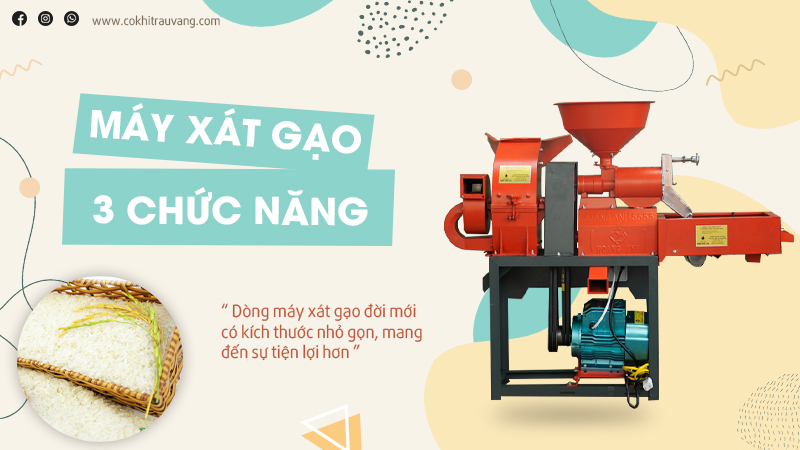 www.cokhitrauvang.com
MÁY XÁT GẠO
3 CHỨC NĂNG
“ Dòng máy xát gạo đời mới
có kích thước nhỏ gọn, mang
đến sự tiện lợi hơn ”